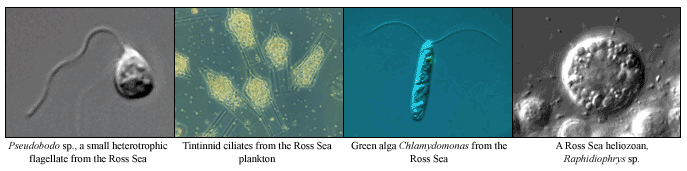 Pseudobodo sp., a small heterotrophic
flagellate from the Ross Sea
Tintinnid ciliates from the Ross Sea
plankton
Green alga Chlamydomonas from the
Ross Sea
A Ross Sea heliozoan,
Raphidiophrys sp.